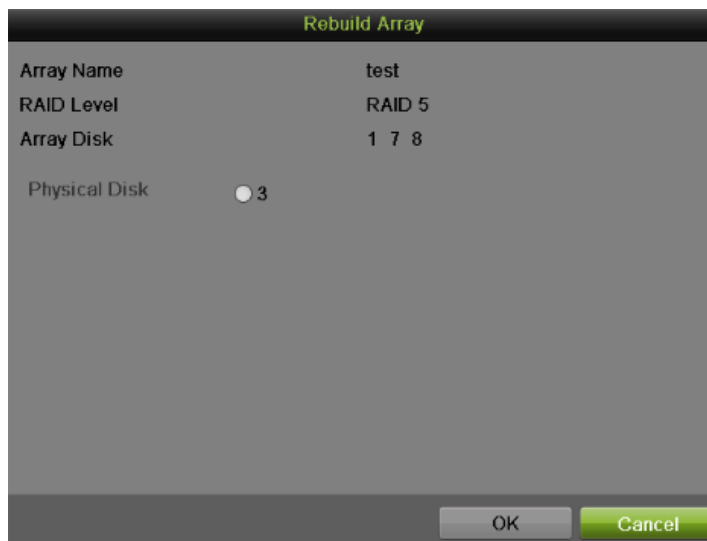 Rebuild Array
Array Name test
RAID Level RAID 5
Array Disk 1 7 8
Physical Disk 3
OK Cancel